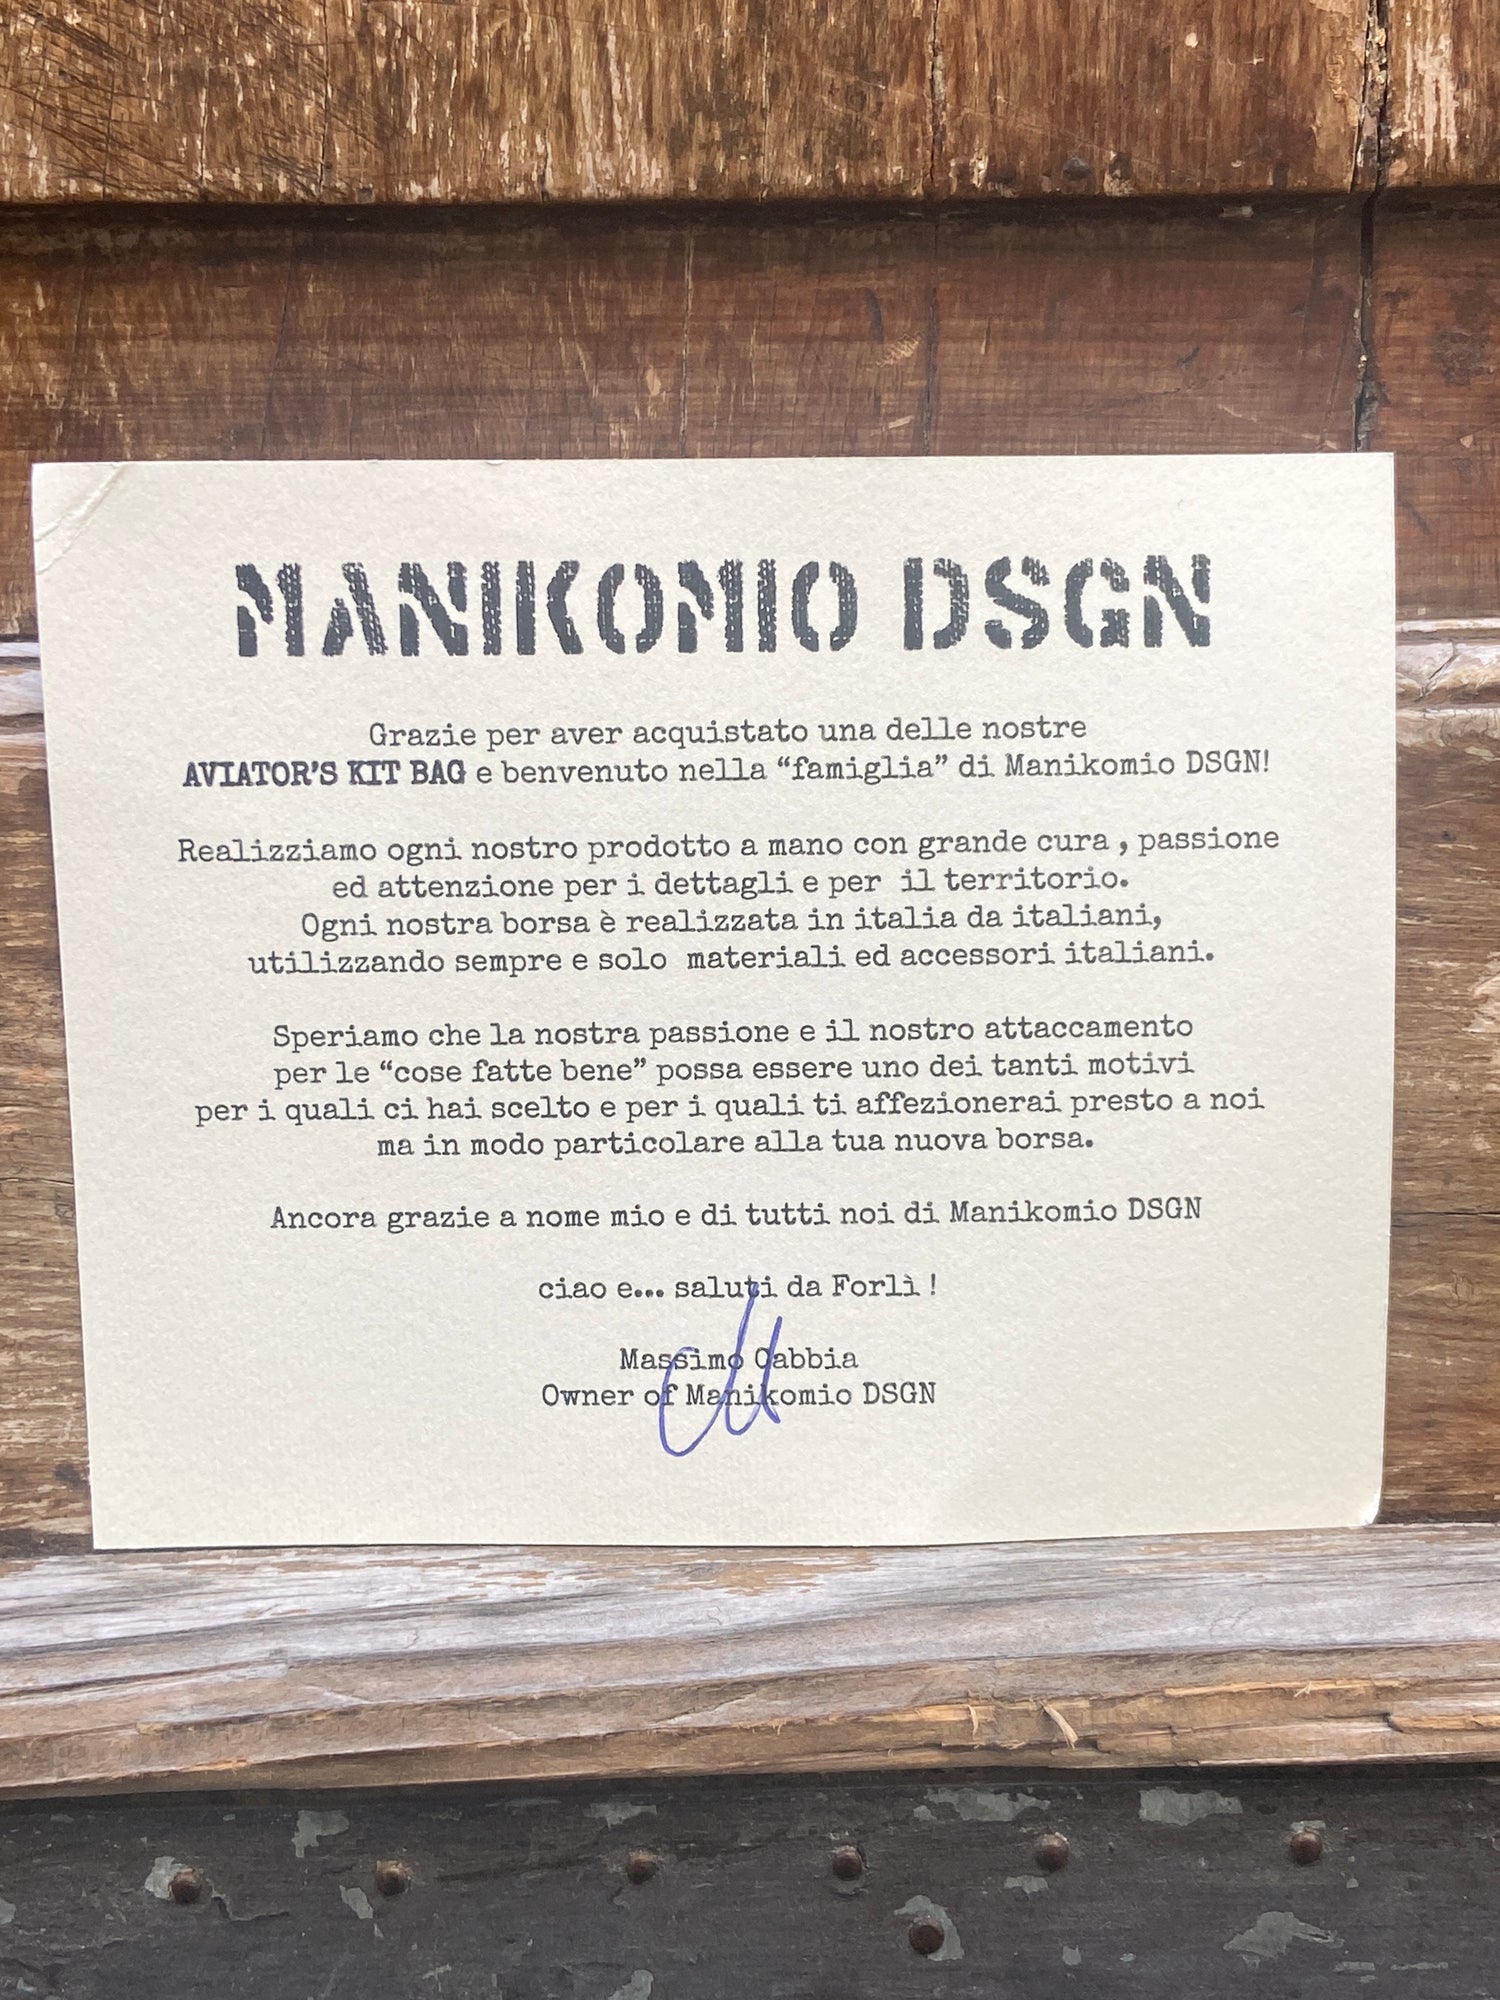 MANIKOMIO DSGN
Grazie per aver acquistato una delle nostre
AVIATOR'S KIT BAG e benvenuto nella “famiglia” di Manikomio DSGN!
Realizziamo ogni nostro prodotto a mano con grande cura , passione
ed attenzione per i dettagli e per il territorio.
Ogni nostra borsa è realizzata in italia da italiani,
utilizzando sempre e solo materiali ed accessori italiani.
Speriamo che la nostra passione e il nostro attaccamento
per le “cose fatte bene” possa essere uno dei tanti motivi
per i quali ci hai scelto e per i quali ti affezionerai presto a noi
ma in modo particolare alla tua nuova borsa.
Ancora grazie a nome mio e di tutti noi di Manikomio DSGN
ciao e... saluti da Forlì !
Massimo Cabbia
Owner of Manikomio DSGN